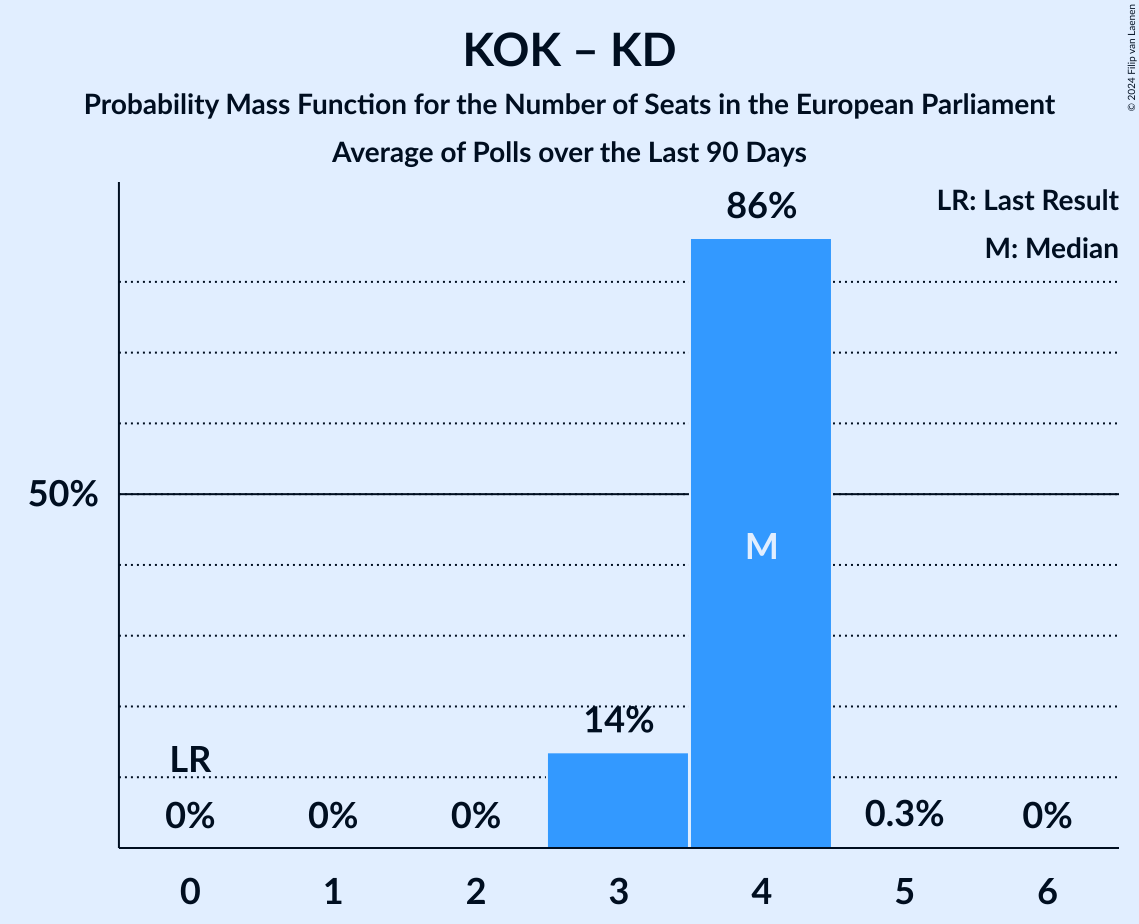 KOK – KD
Probability Mass Function for the Number of Seats in the European Parliament
Average of Polls over the Last 90 Days
© 2024 Filip van Laenen
LR: Last Result
M: Median
86%
50%
M
14%
LR
0%
0%
0%
0.3%
0%
0
1
2
3
4
5
6